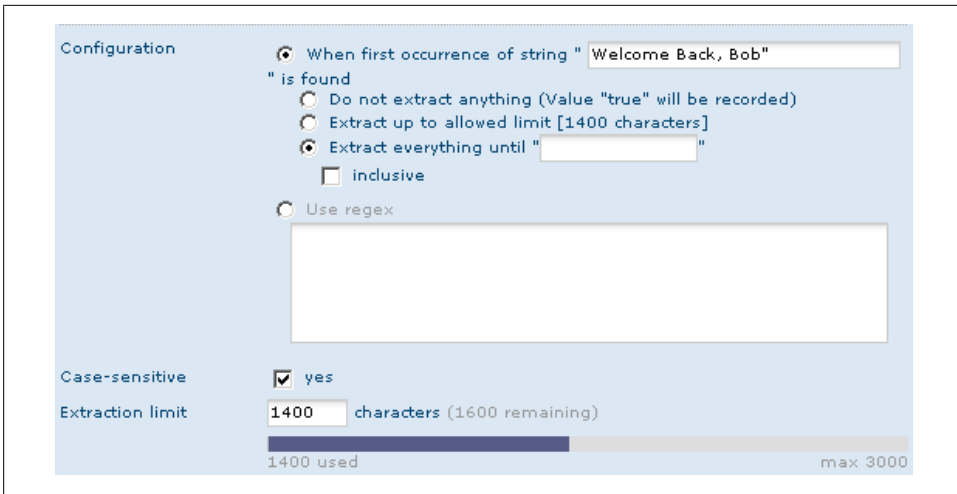 Configuration When first occurrence of string " Welcome Back, Bob"
" is found
Do not extract anything (Value "true" will be recorded)
Extract up to allowed limit [1400 characters]
Extract everything until " "
inclusive
Use regex
Case-sensitive yes
Extraction limit 1400 characters (1600 remaining)
1400 used max 3000